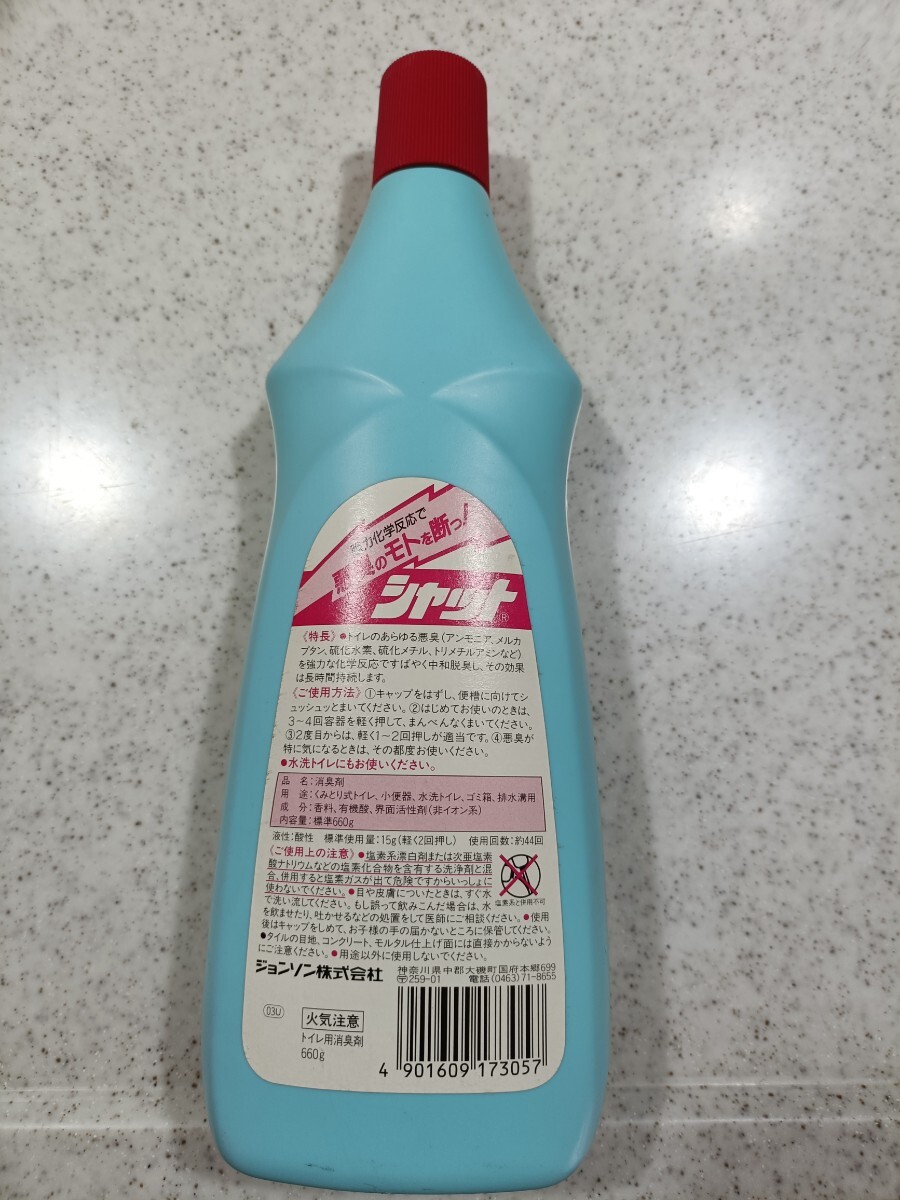 強力化学反応で
悪臭のモトを断つ!
シャット®
《特長》●トイレのあらゆる悪臭(アンモニア、メルカ
プタン、硫化水素、硫化メチル、トリメチルアミンなど)
を強力な化学反応ですばやく中和脱臭し、その効果
は長時間持続します。
《ご使用方法》①キャップをはずし、便槽に向けてシ
ュッシュッとまいてください。②はじめてお使いのときは、
3〜4回容器を軽く押して、まんべんなくまいてください。
③2度目からは、軽く1〜2回押しが適当です。④悪臭が
特に気になるときは、その都度お使いください。
●水洗トイレにもお使いください。
品 名:消臭剤
用 途:くみとり式トイレ、小便器、水洗トイレ、ゴミ箱、排水溝用
成 分:香料、有機酸、界面活性剤(非イオン系)
内容量:標準660g
液性:酸性 標準使用量:15g(軽く2回押し) 使用回数:約44回
《ご使用上の注意》●塩素系漂白剤または次亜塩素
酸ナトリウムなどの塩素化合物を含有する洗浄剤と混
合、併用すると塩素ガスが出て危険ですからいっしょに
使わないでください。●目や皮膚についたときは、すぐ水
で洗い流してください。もし誤って飲みこんだ場合は、水
を飲ませたり、吐かせるなどの処置をして医師にご相談ください。●使用
後はキャップをしめて、お子様の手の届かないところに保管してください。
●タイルの目地、コンクリート、モルタル仕上げ面には直接かからないよう
にご注意ください。●用途以外に使用しないでください。
塩素系と併用不可
ジョンソン株式会社
神奈川県中郡大磯町国府本郷699
〒259-01 電話(0463)71-8655
03U
火気注意
トイレ用消臭剤
660g
4 901609 173057